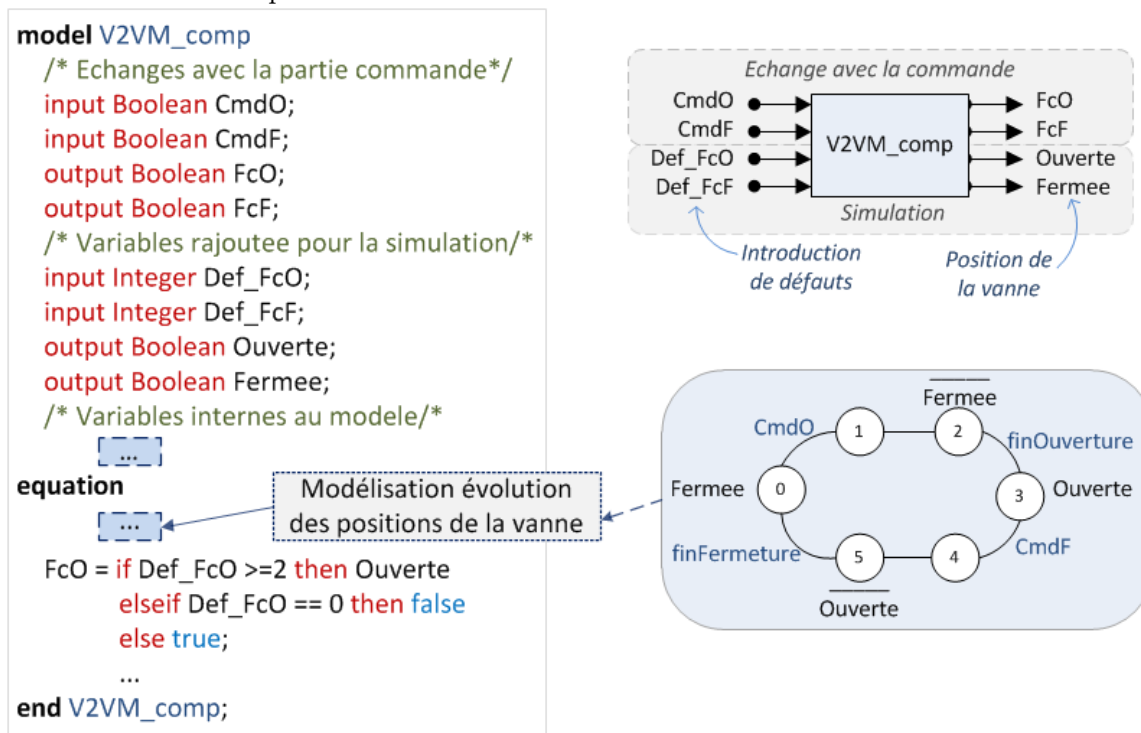 model V2VM_comp
/* Echanges avec la partie commande*/
input Boolean CmdO;
input Boolean CmdF;
output Boolean FcO;
output Boolean FcF;
/* Variables rajoutee pour la simulation/*
input Integer Def_FcO;
input Integer Def_FcF;
output Boolean Ouverte;
output Boolean Fermee;
/* Variables internes au modele/*
...
equation
...
FcO = if Def_FcO >=2 then Ouverte
elseif Def_FcO == 0 then false
else true;
...
end V2VM_comp;
Modélisation évolution
des positions de la vanne
Echange avec la commande
CmdO
CmdF
Def_FcO
Def_FcF
V2VM_comp
FcO
FcF
Ouverte
Fermee
Simulation
Introduction
de défauts
Position de
la vanne
Fermee
CmdO
1
2
finOuverture
Fermee
0
3
Ouverte
finFermeture
5
4
CmdF
Ouverte